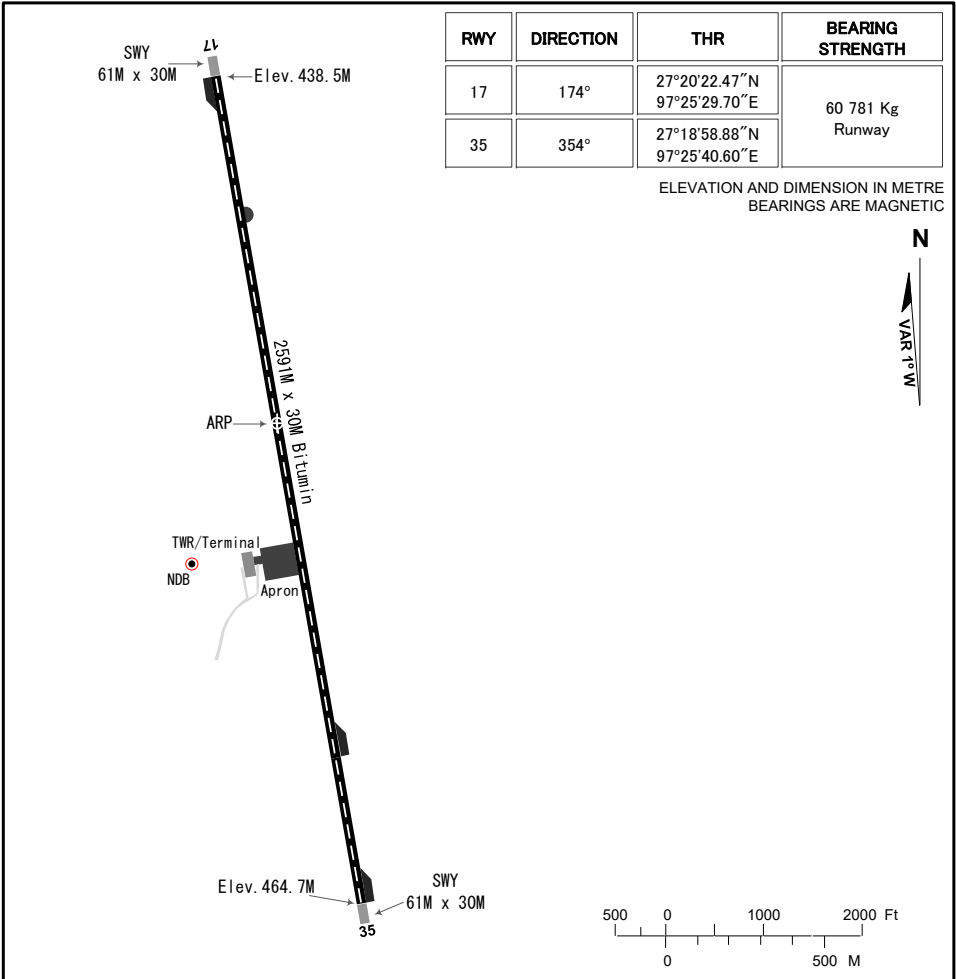 RWY
DIRECTION
THR
BEARING
STRENGTH
17
174°
27°20'22.47"N
97°25'29.70"E
60 781 Kg
Runway
35
354°
27°18'58.88"N
97°25'40.60"E
ELEVATION AND DIMENSION IN METRE
BEARINGS ARE MAGNETIC
N
VAR 1° W
17
SWY
61M x 30M
Elev. 438.5M
2591M x 30M Bitumin
ARP
TWR/Terminal
NDB
Apron
Elev. 464.7M
SWY
61M x 30M
35
500 0 1000 2000 Ft
0 500 M